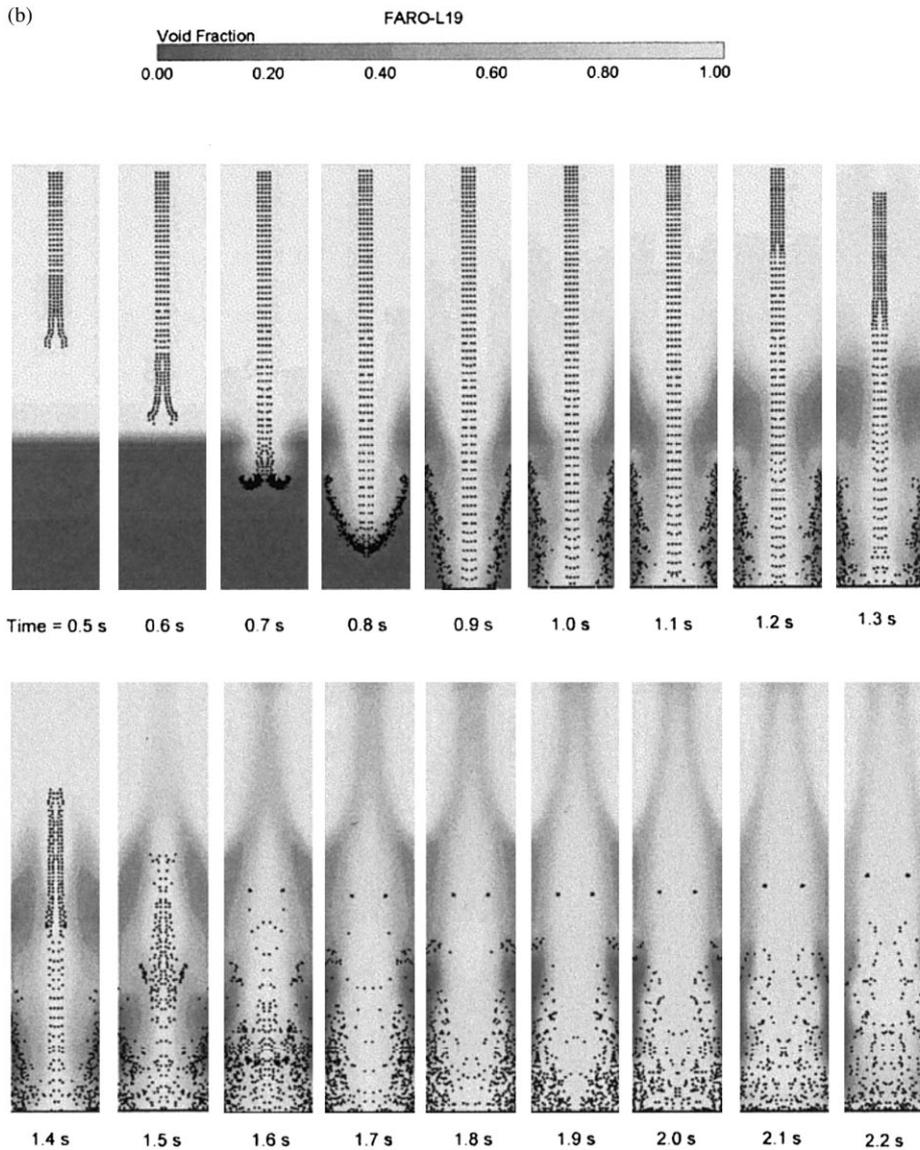 (b)
FARO-L19
Void Fraction
0.00 0.20 0.40 0.60 0.80 1.00
Time = 0.5 s 0.6 s 0.7 s 0.8 s 0.9 s 1.0 s 1.1 s 1.2 s 1.3 s
1.4 s 1.5 s 1.6 s 1.7 s 1.8 s 1.9 s 2.0 s 2.1 s 2.2 s